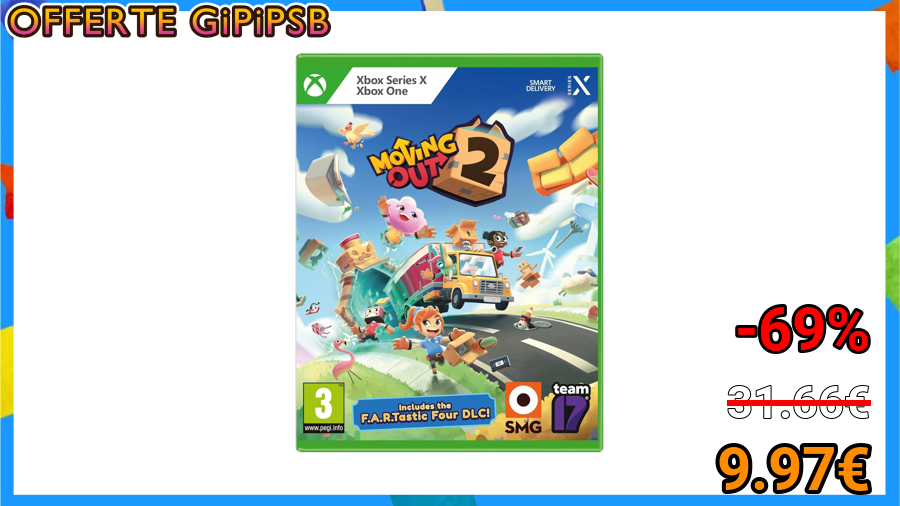 OFFERTE GiPiPSB
Xbox Series X
Xbox One
SMART
DELIVERY
SERIES X
MOVING
OUT 2
3
www.pegi.info
Includes the
F.A.R.Tastic Four DLC!
SMG
team
17
-69%
31.66€
9.97€